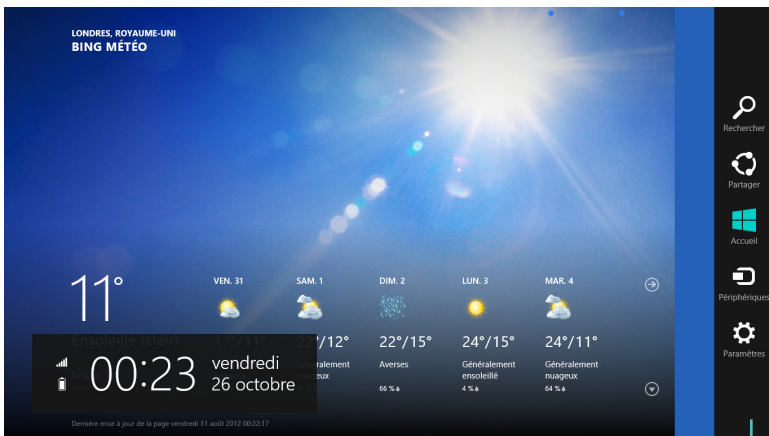 LONDRES, ROYAUME-UNI
BING MÉTÉO
Rechercher
Partager
Accueil
Périphériques
Paramètres
11°
VEN. 31
SAM. 1
DIM. 2
LUN. 3
MAR. 4
Ensoleillé (clair)
17°/11°
22°/12°
22°/15°
24°/15°
24°/11°
Averses
Généralement
ensoleillé
Généralement
nuageux
66 %
4 %
64 %
00:23
vendredi
26 octobre
Dernière mise à jour de la page vendredi 31 août 2012 00:22:17